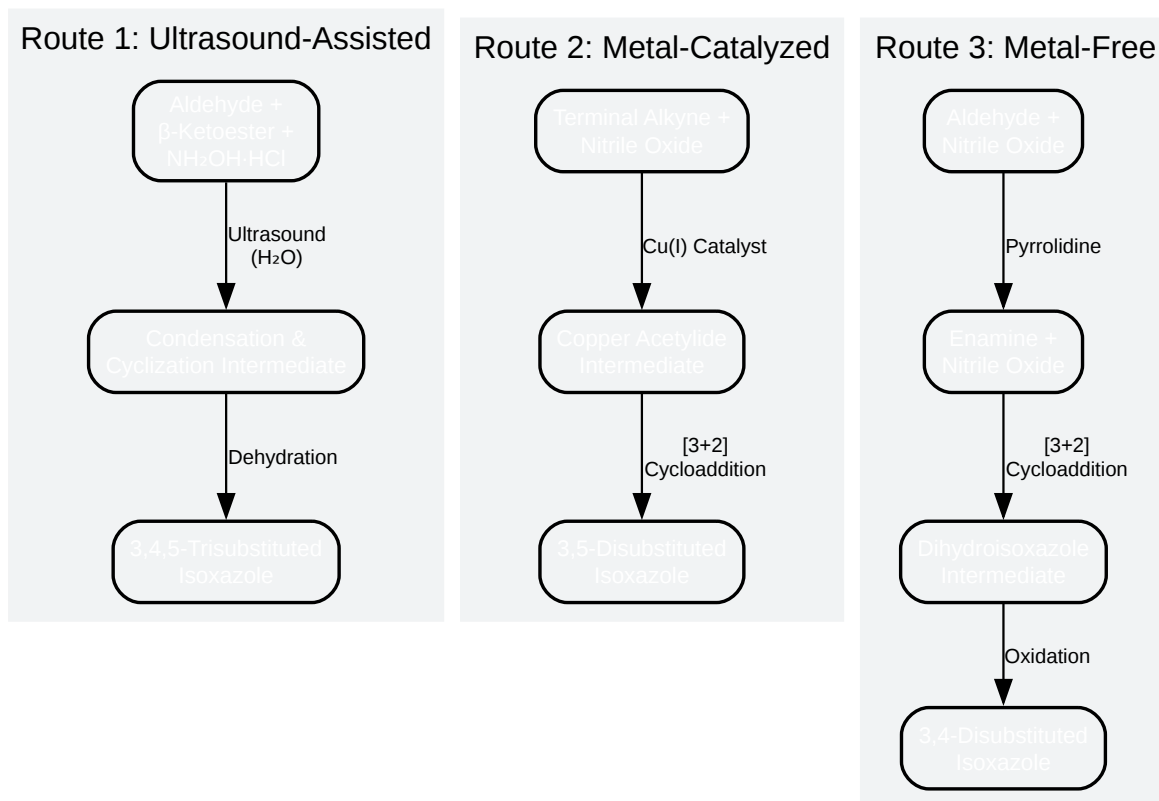 Route 1: Ultrasound-Assisted
Aldehyde +
β-Ketoester +
NH₂OH·HCl
Ultrasound
(H₂O)
Condensation &
Cyclization Intermediate
Dehydration
3,4,5-Trisubstituted
Isoxazole
Route 2: Metal-Catalyzed
Terminal Alkyne +
Nitrile Oxide
Cu(I) Catalyst
Copper Acetylide
Intermediate
[3+2]
Cycloaddition
3,5-Disubstituted
Isoxazole
Route 3: Metal-Free
Aldehyde +
Nitrile Oxide
Pyrrolidine
Enamine +
Nitrile Oxide
[3+2]
Cycloaddition
Dihydroisoxazole
Intermediate
Oxidation
3,4-Disubstituted
Isoxazole